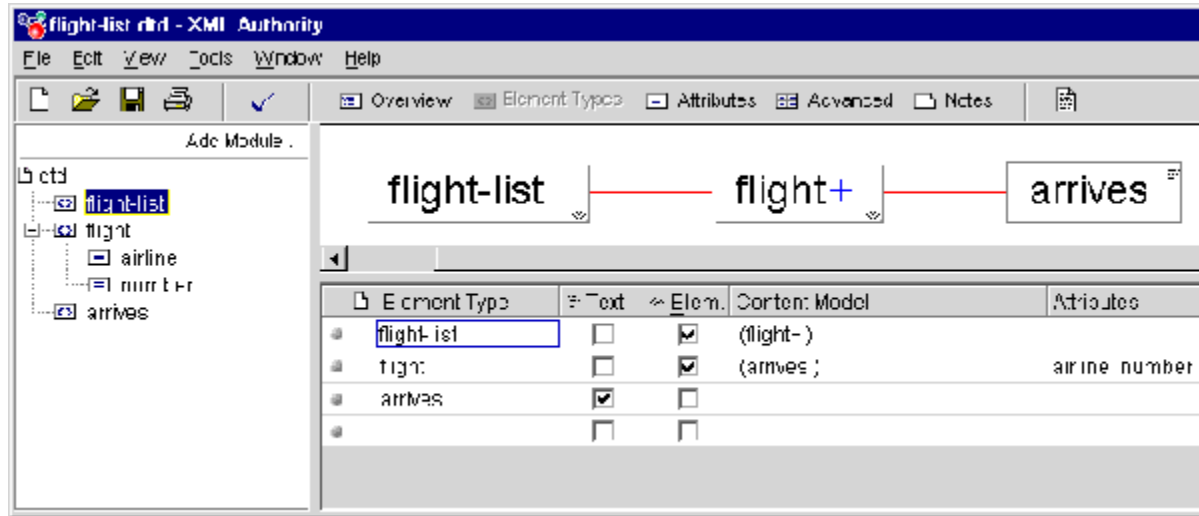 flight-list dtd - XML Authority
File Edit View Tools Window Help
Overview Element Types Attributes Advanced Notes
Add Module .
dtd
flight-list
flight
airline
number
arrives
flight-list flight+ arrives
Element Type Text Elem. Content Model Attributes
flight-list (flight+)
flight (arrives) airline number
arrives